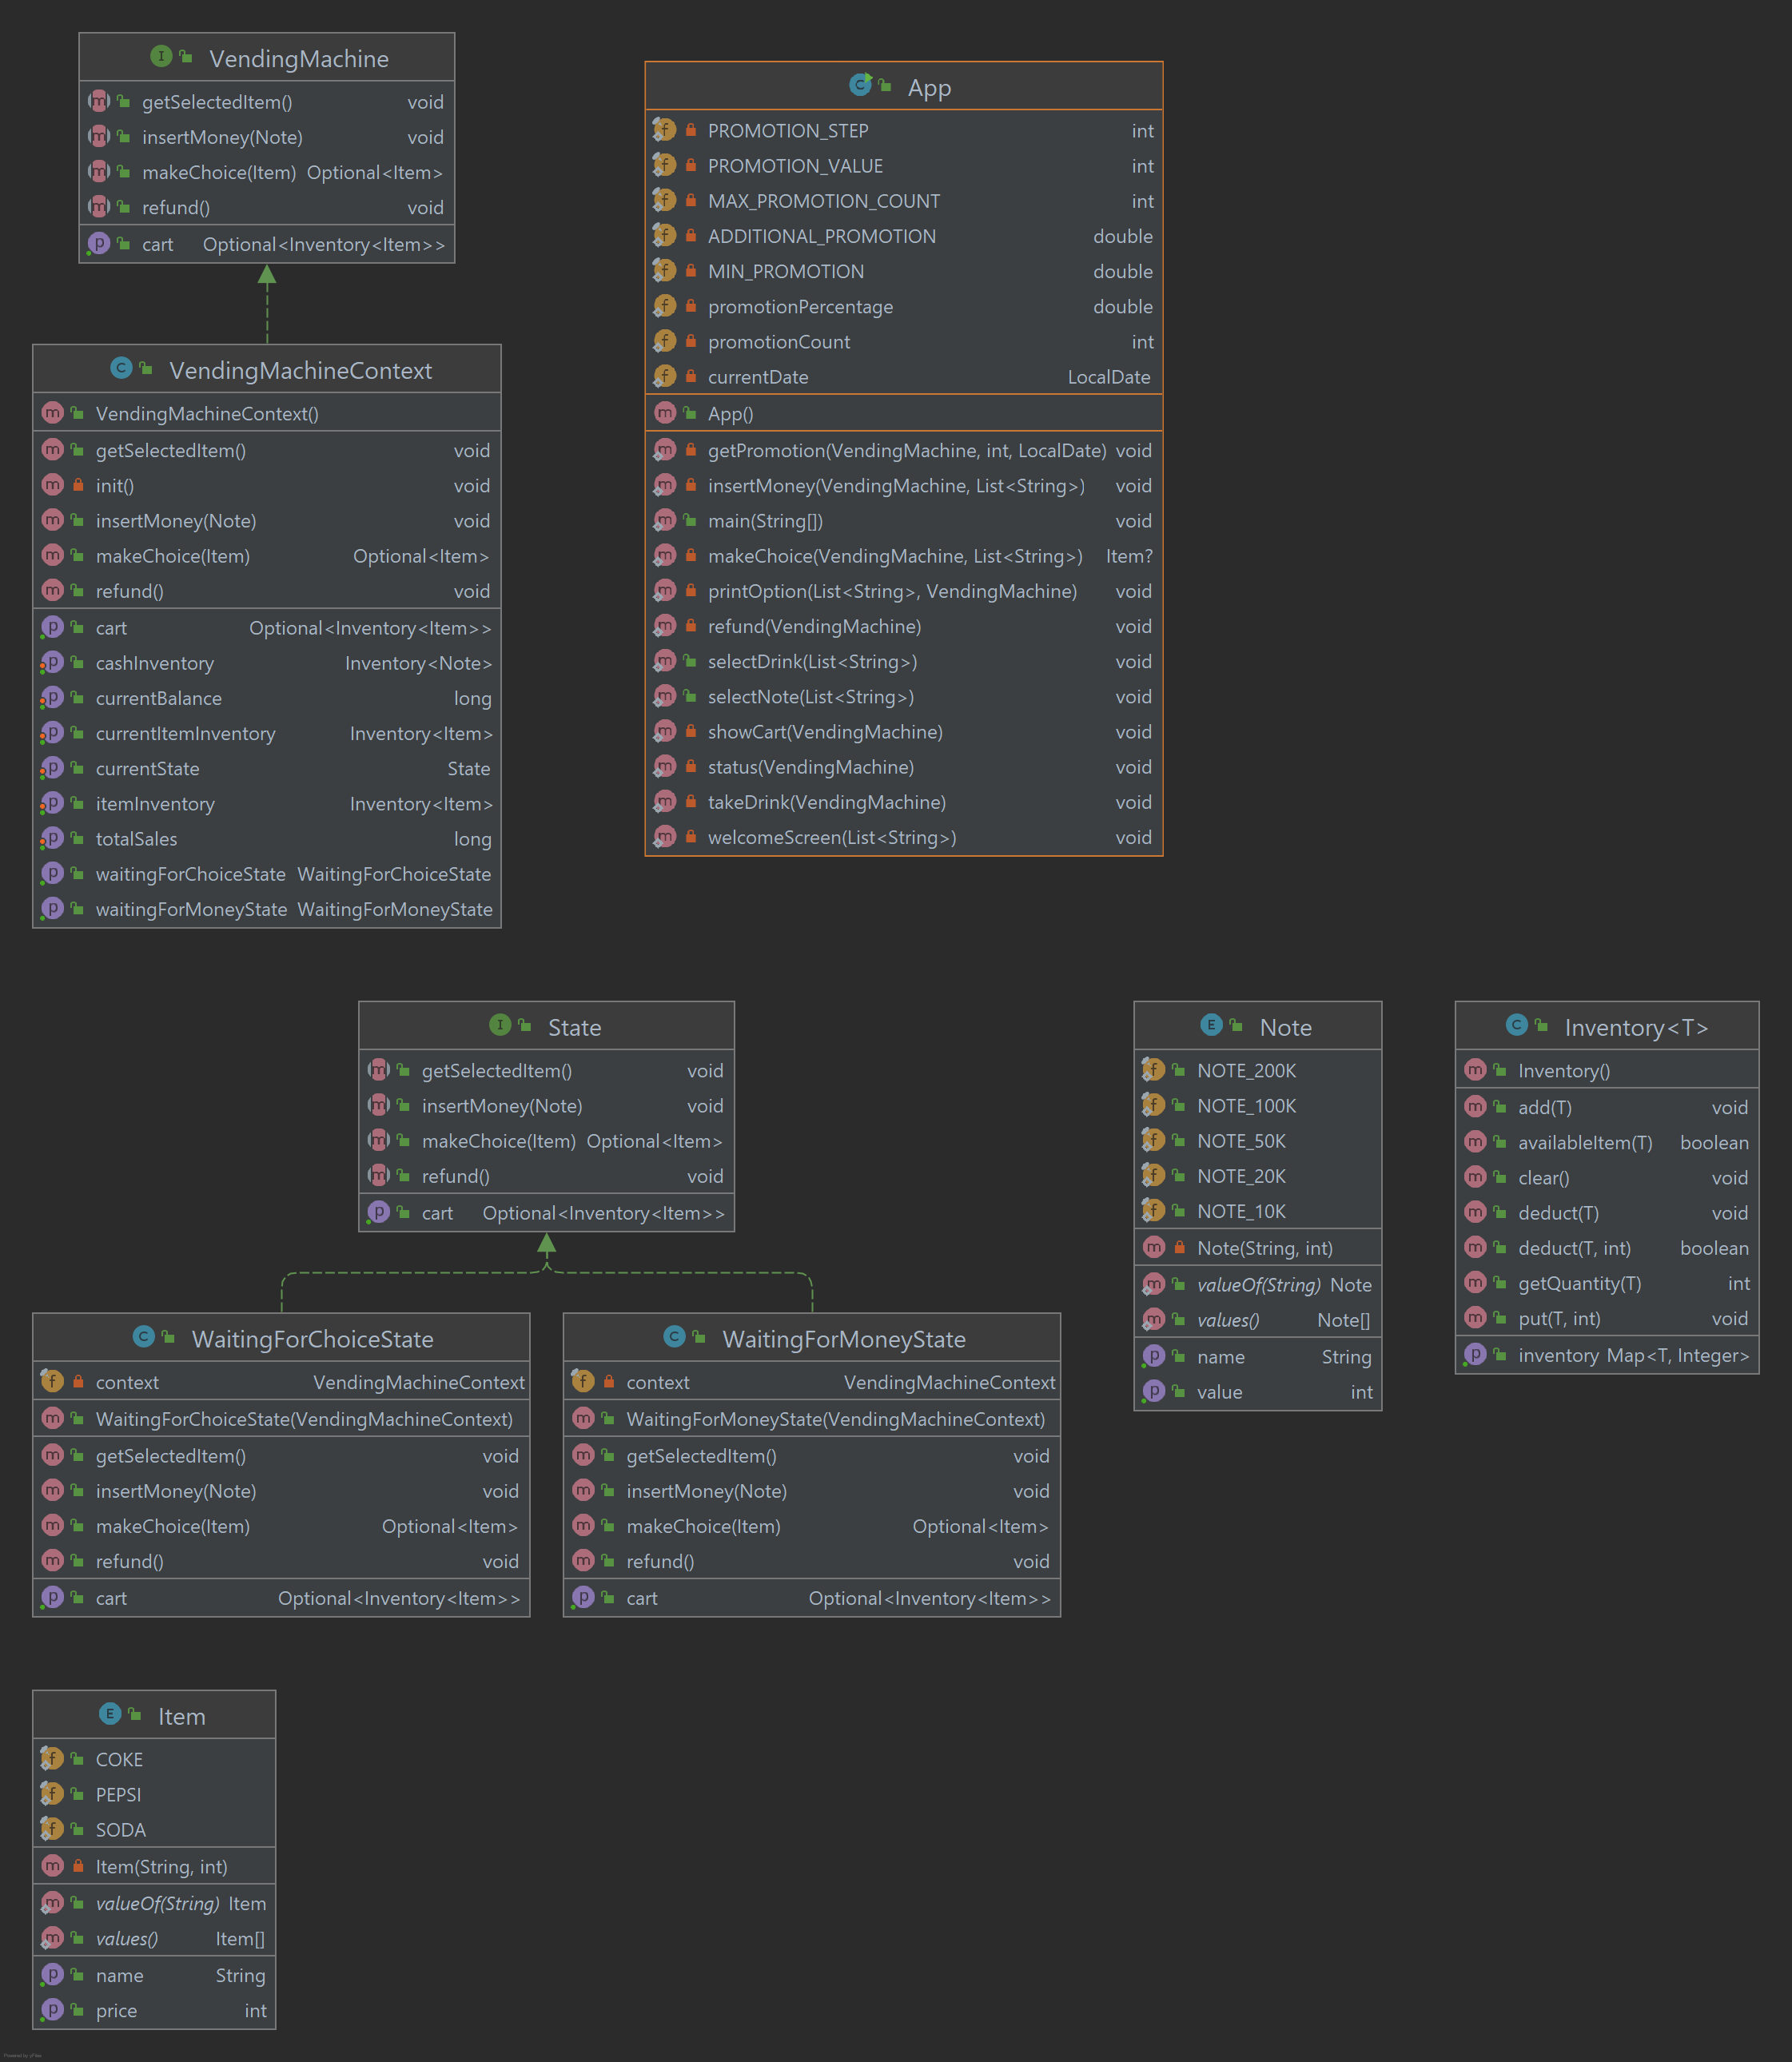 VendingMachine
getSelectedItem() void
insertMoney(Note) void
makeChoice(Item) Optional<Item>
refund() void
cart Optional<Inventory<Item>>
VendingMachineContext
VendingMachineContext()
getSelectedItem() void
init() void
insertMoney(Note) void
makeChoice(Item) Optional<Item>
refund() void
cart Optional<Inventory<Item>>
cashInventory Inventory<Note>
currentBalance long
currentItemInventory Inventory<Item>
currentState State
itemInventory Inventory<Item>
totalSales long
waitingForChoiceState WaitingForChoiceState
waitingForMoneyState WaitingForMoneyState
App
PROMOTION_STEP int
PROMOTION_VALUE int
MAX_PROMOTION_COUNT int
ADDITIONAL_PROMOTION double
MIN_PROMOTION double
promotionPercentage double
promotionCount int
currentDate LocalDate
App()
getPromotion(VendingMachine, int, LocalDate) void
insertMoney(VendingMachine, List<String>) void
main(String[]) void
makeChoice(VendingMachine, List<String>) Item?
printOption(List<String>, VendingMachine) void
refund(VendingMachine) void
selectDrink(List<String>) void
selectNote(List<String>) void
showCart(VendingMachine) void
status(VendingMachine) void
takeDrink(VendingMachine) void
welcomeScreen(List<String>) void
State
getSelectedItem() void
insertMoney(Note) void
makeChoice(Item) Optional<Item>
refund() void
cart Optional<Inventory<Item>>
WaitingForChoiceState
context VendingMachineContext
WaitingForChoiceState(VendingMachineContext)
getSelectedItem() void
insertMoney(Note) void
makeChoice(Item) Optional<Item>
refund() void
cart Optional<Inventory<Item>>
WaitingForMoneyState
context VendingMachineContext
WaitingForMoneyState(VendingMachineContext)
getSelectedItem() void
insertMoney(Note) void
makeChoice(Item) Optional<Item>
refund() void
cart Optional<Inventory<Item>>
Note
NOTE_200K
NOTE_100K
NOTE_50K
NOTE_20K
NOTE_10K
Note(String, int)
valueOf(String) Note
values() Note[]
name String
value int
Inventory<T>
Inventory()
add(T) void
availableItem(T) boolean
clear() void
deduct(T) void
deduct(T, int) boolean
getQuantity(T) int
put(T, int) void
inventory Map<T, Integer>
Item
COKE
PEPSI
SODA
Item(String, int)
valueOf(String) Item
values() Item[]
name String
price int
Powered by yFiles